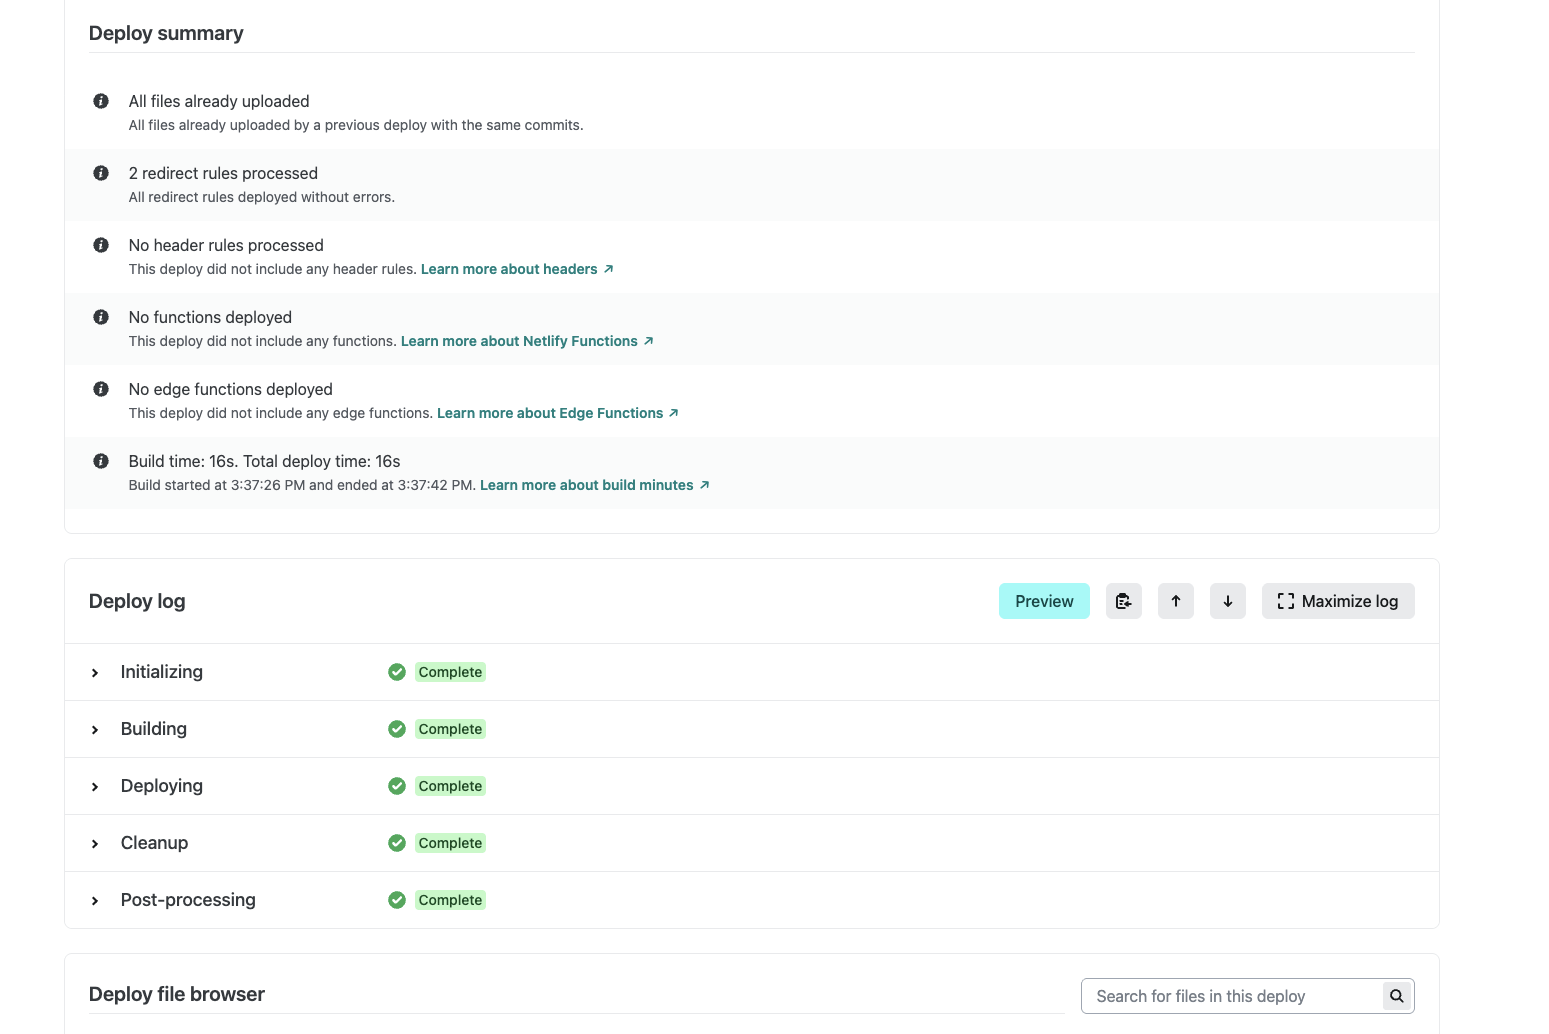 Deploy summary
All files already uploaded
All files already uploaded by a previous deploy with the same commits.
2 redirect rules processed
All redirect rules deployed without errors.
No header rules processed
This deploy did not include any header rules. Learn more about headers ↗
No functions deployed
This deploy did not include any functions. Learn more about Netlify Functions ↗
No edge functions deployed
This deploy did not include any edge functions. Learn more about Edge Functions ↗
Build time: 16s. Total deploy time: 16s
Build started at 3:37:26 PM and ended at 3:37:42 PM. Learn more about build minutes ↗
Deploy log
Preview
Maximize log
Initializing Complete
Building Complete
Deploying Complete
Cleanup Complete
Post-processing Complete
Deploy file browser
Search for files in this deploy